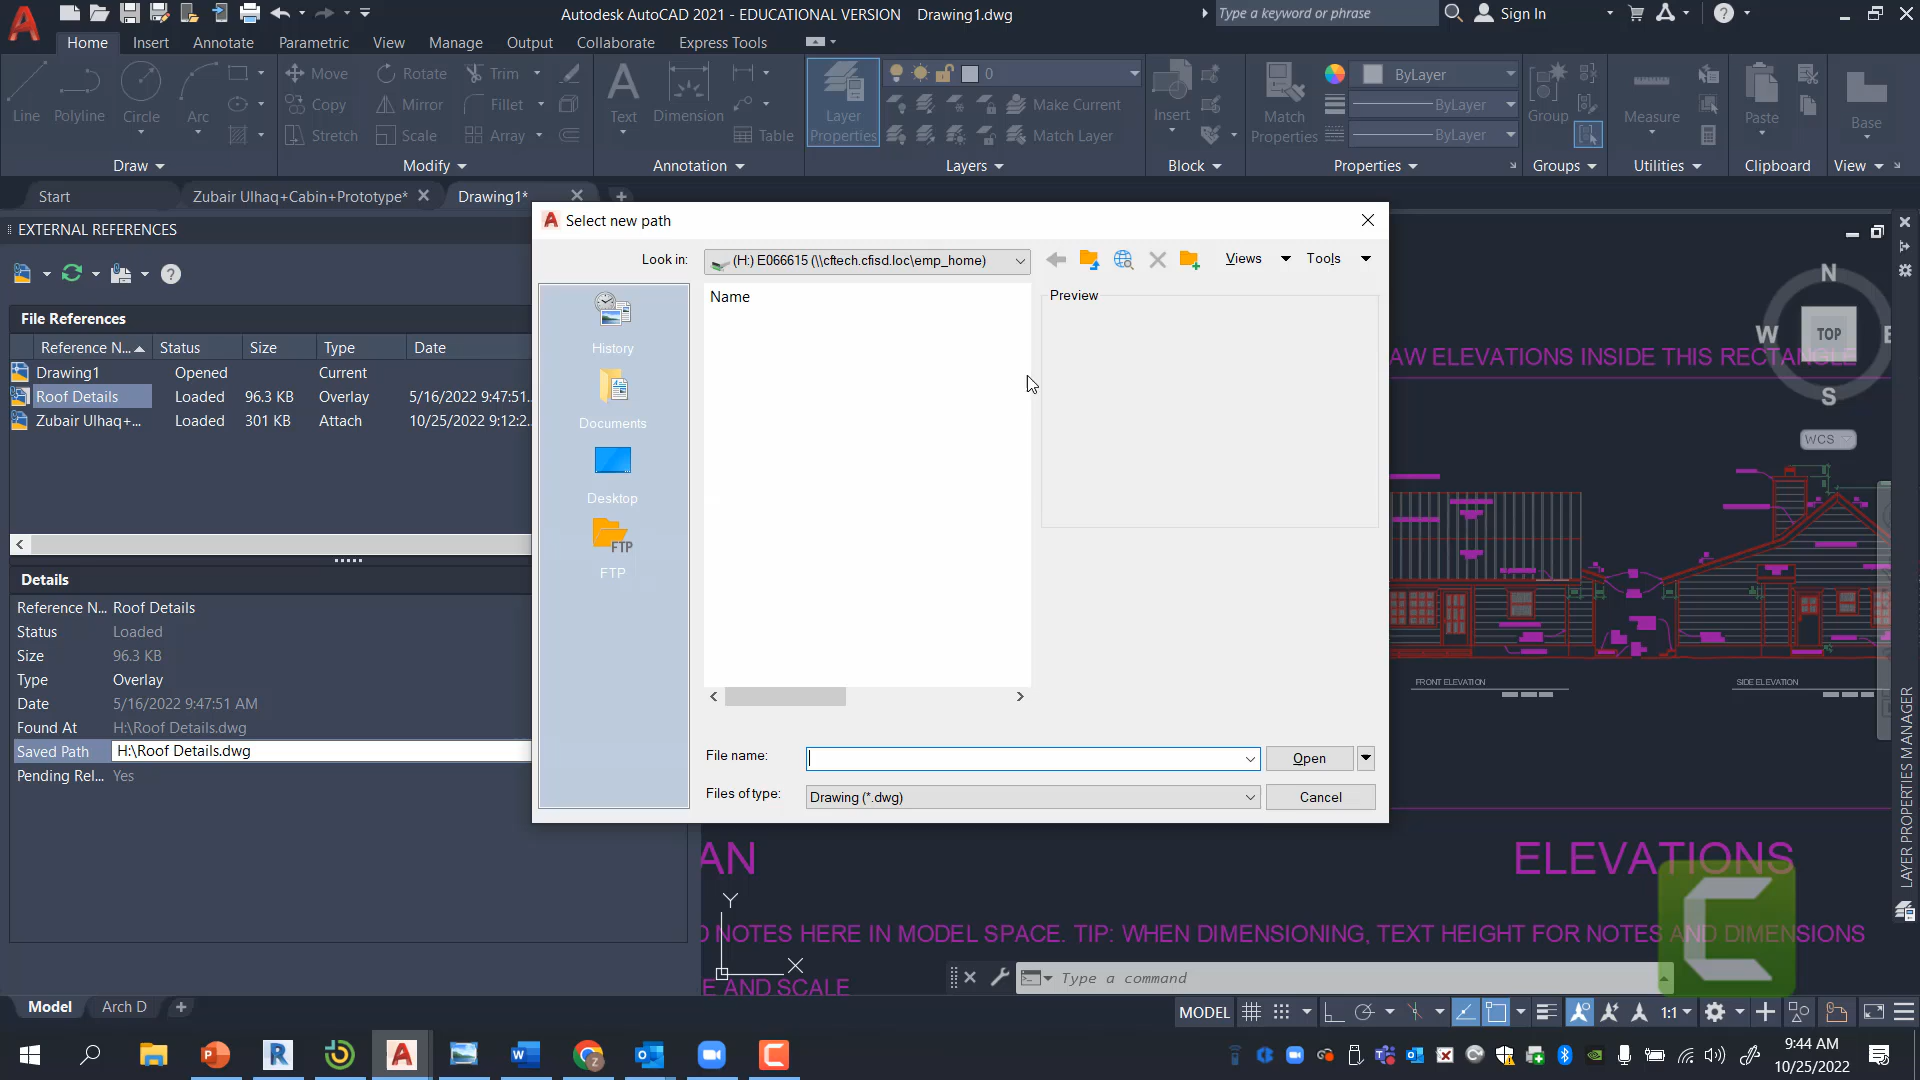 Autodesk AutoCAD 2021 - EDUCATIONAL VERSION Drawing1.dwg
Type a keyword or phrase
Sign In
Home Insert Annotate Parametric View Manage Output Collaborate Express Tools
Line Polyline Circle Arc
Move Rotate Trim
Copy Mirror Fillet
Stretch Scale Array
Text Dimension Table
Layer Properties
0
Make Current
Match Layer
Insert
Match Properties
ByLayer
ByLayer
ByLayer
Group Measure Paste Base
Draw Modify Annotation Layers Block Properties Groups Utilities Clipboard View
Start Zubair Ulhaq+Cabin+Prototype* Drawing1*
EXTERNAL REFERENCES
File References
Reference N... Status Size Type Date
Drawing1 Opened Current
Roof Details Loaded 96.3 KB Overlay 5/16/2022 9:47:51...
Zubair Ulhaq+... Loaded 301 KB Attach 10/25/2022 9:12:2...
Details
Reference N... Roof Details
Status Loaded
Size 96.3 KB
Type Overlay
Date 5/16/2022 9:47:51 AM
Found At H:\Roof Details.dwg
Saved Path H:\Roof Details.dwg
Pending Rel... Yes
Select new path
Look in: (H:) E066615 (\\cftech.cfisd.loc\emp_home)
Views Tools
Name
Preview
History
Documents
Desktop
FTP
FTP
File name:
Open
Files of type: Drawing (*.dwg)
Cancel
N
W TOP E
S
WCS
AW ELEVATIONS INSIDE THIS RECTANGLE
FRONT ELEVATION SIDE ELEVATION
LAYER PROPERTIES MANAGER
AN ELEVATIONS
NOTES HERE IN MODEL SPACE. TIP: WHEN DIMENSIONING, TEXT HEIGHT FOR NOTES AND DIMENSIONS
E AND SCALE
Y
X
Type a command
Model Arch D
MODEL 1:1
9:44 AM
10/25/2022